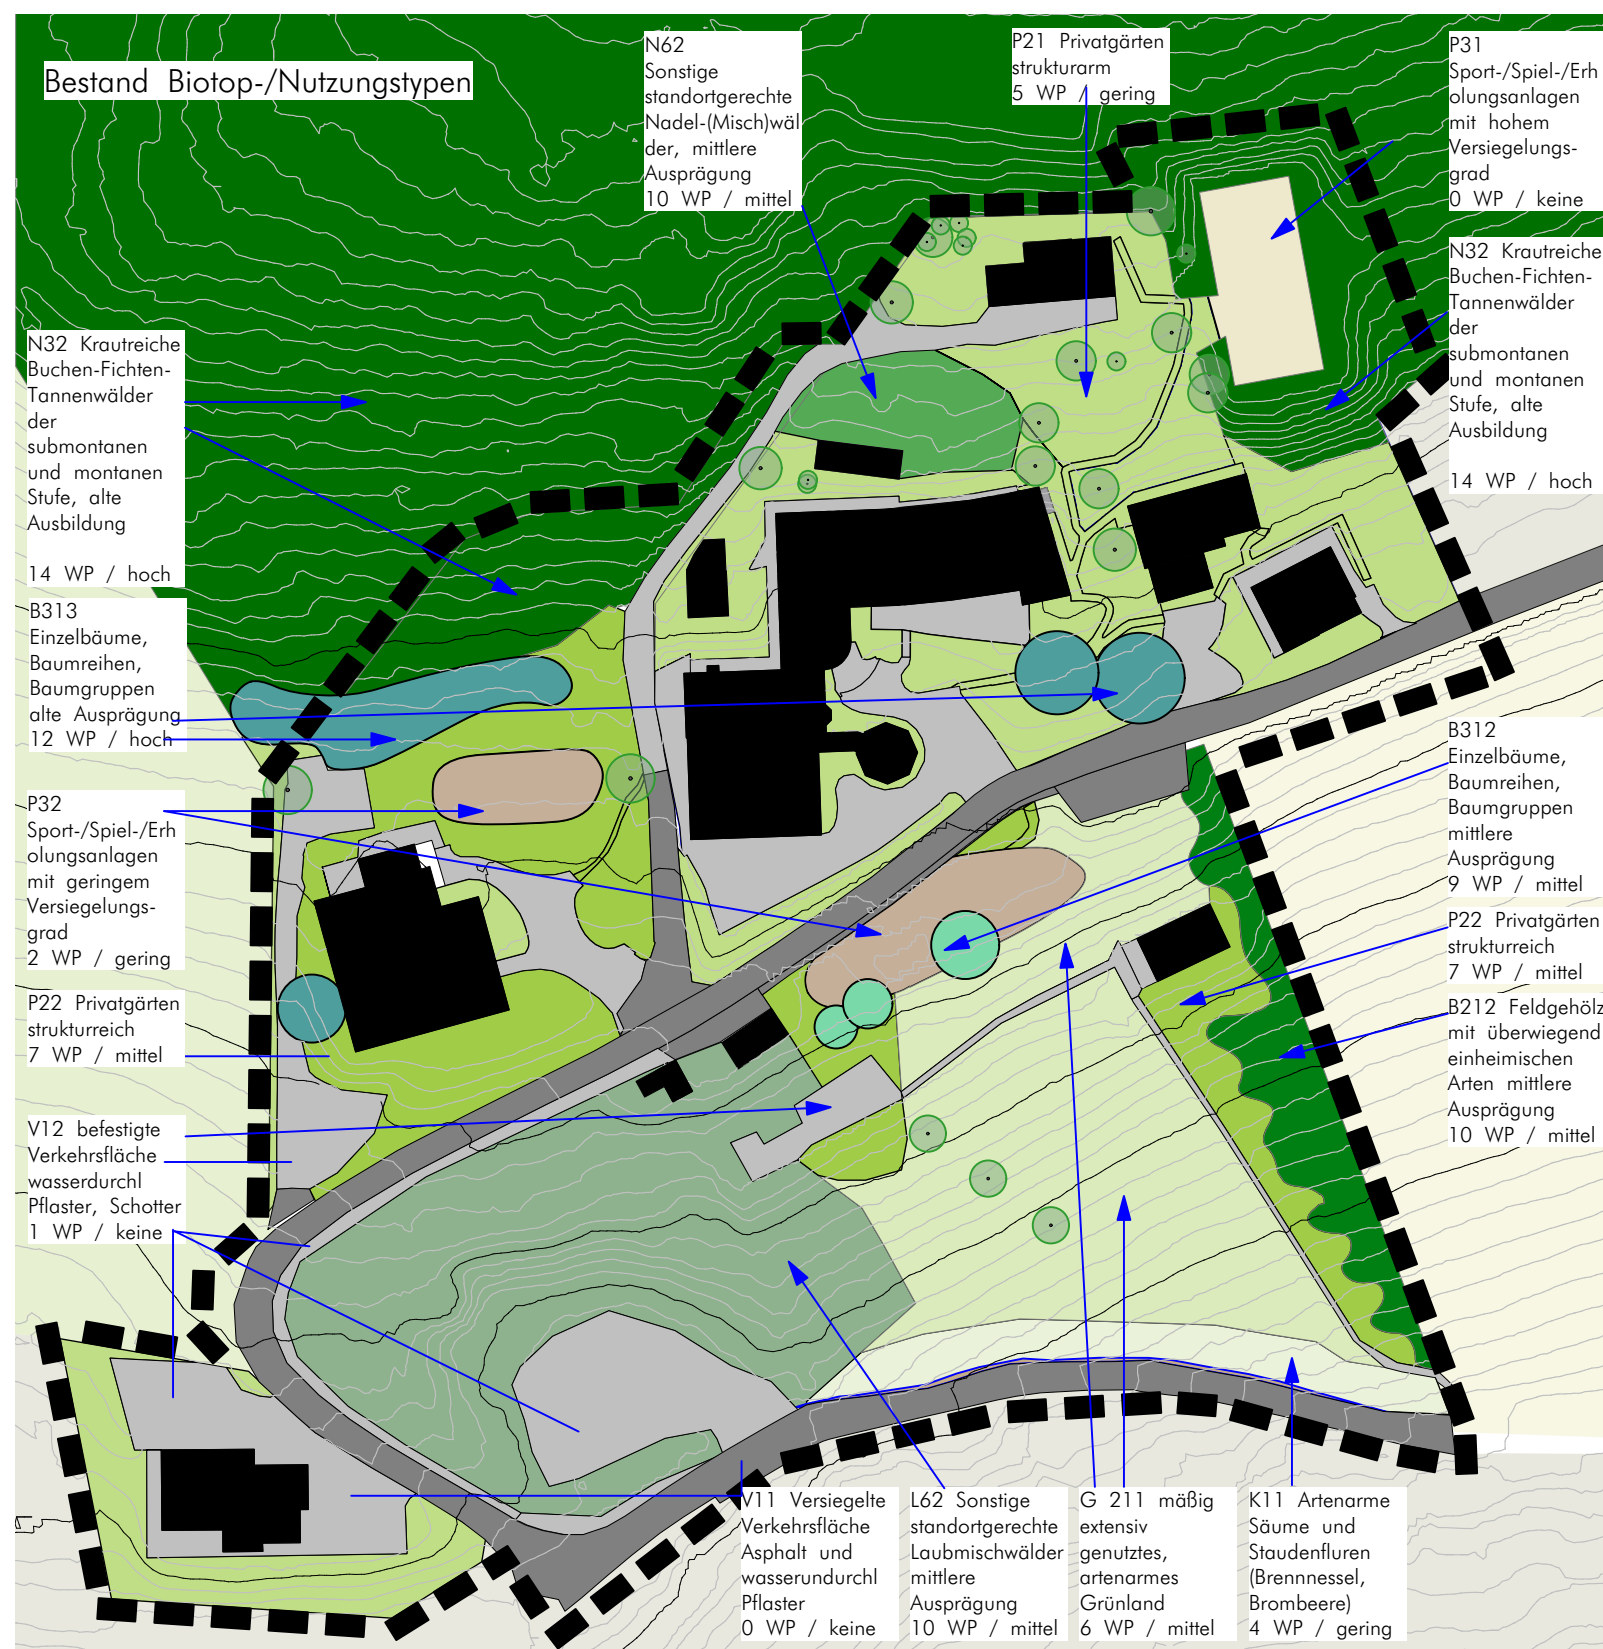 Bestand Biotop-/Nutzungstypen
N62
Sonstige
standortgerechte
Nadel-(Misch)wäl
der, mittlere
Ausprägung
10 WP / mittel
P21 Privatgärten
strukturarm
5 WP / gering
P31
Sport-/Spiel-/Erh
olungsanlagen
mit hohem
Versiegelungs-
grad
0 WP / keine
N32 Krautreiche
Buchen-Fichten-
Tannenwälder
der
submontanen
und montanen
Stufe, alte
Ausbildung
14 WP / hoch
N32 Krautreiche
Buchen-Fichten-
Tannenwälder
der
submontanen
und montanen
Stufe, alte
Ausbildung
14 WP / hoch
B313
Einzelbäume,
Baumreihen,
Baumgruppen
alte Ausprägung
12 WP / hoch
P32
Sport-/Spiel-/Erh
olungsanlagen
mit geringem
Versiegelungs-
grad
2 WP / gering
P22 Privatgärten
strukturreich
7 WP / mittel
V12 befestigte
Verkehrsfläche
wasserdurchl
Pflaster, Schotter
1 WP / keine
B312
Einzelbäume,
Baumreihen,
Baumgruppen
mittlere
Ausprägung
9 WP / mittel
P22 Privatgärten
strukturreich
7 WP / mittel
B212 Feldgehölz
mit überwiegend
einheimischen
Arten mittlere
Ausprägung
10 WP / mittel
V11 Versiegelte
Verkehrsfläche
Asphalt und
wasserundurchl
Pflaster
0 WP / keine
L62 Sonstige
standortgerechte
Laubmischwälder
mittlere
Ausprägung
10 WP / mittel
G 211 mäßig
extensiv
genutztes,
artenarmes
Grünland
6 WP / mittel
K11 Artenarme
Säume und
Staudenfluren
(Brennnessel,
Brombeere)
4 WP / gering